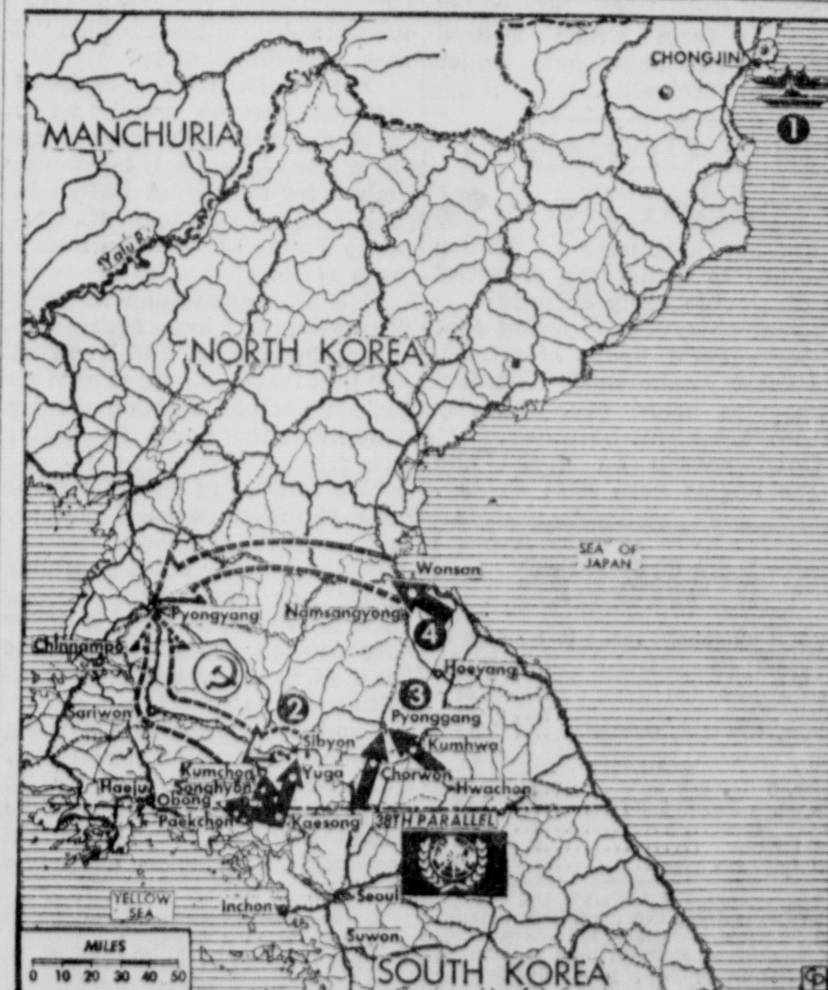 CHONGJIN
1
MANCHURIA
Yalu R.
NORTH KOREA
SEA OF
JAPAN
Wonsan
Pyongyang
Namsangyong
4
Chinnampo
Hoeyang
3
2
Sariwon
Pyonggang
Sibyon
Kumhwa
Kumchon
Yuga
Chorwon
Haeju
Songhyon
Hwachon
Obong
Paekchon
Kaesong
38TH PARALLEL
YELLOW
SEA
Inchon
Seoul
Suwon
MILES
0 10 20 30 40 50
SOUTH KOREA
CP